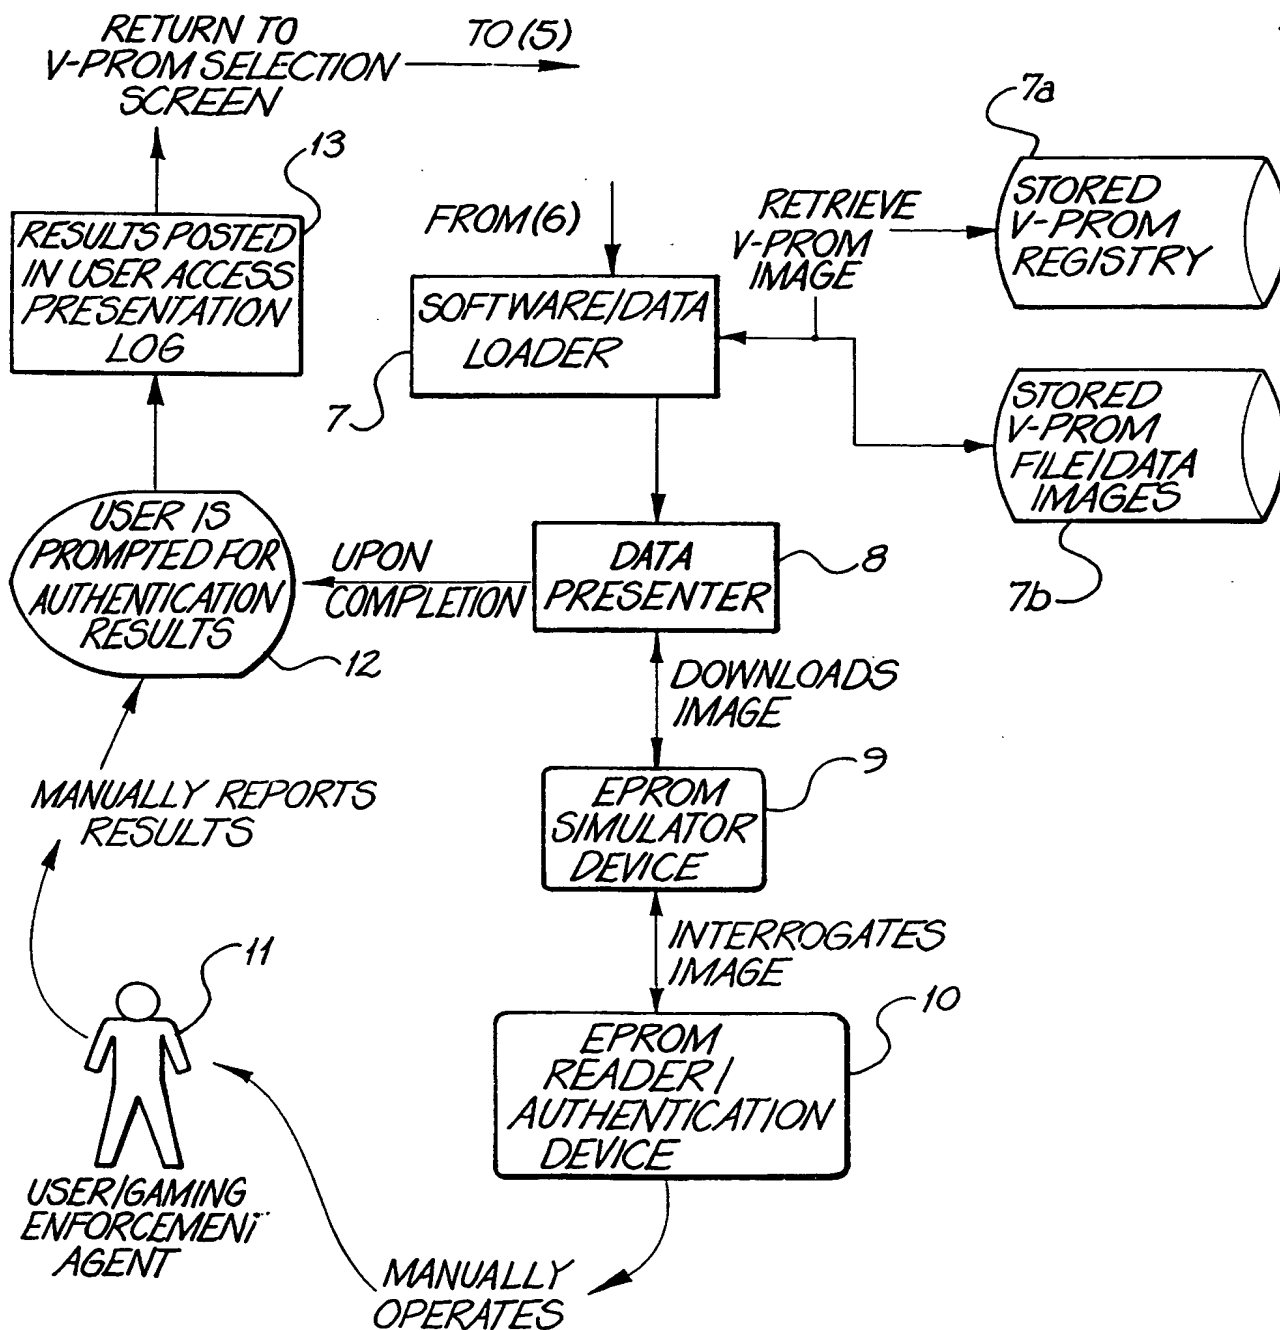 RETURN TO
V-PROM SELECTION
SCREEN
TO (5)
7a
13
STORED
V-PROM
REGISTRY
RETRIEVE
V-PROM
IMAGE
FROM (6)
RESULTS POSTED
IN USER ACCESS
PRESENTATION
LOG
SOFTWARE/DATA
LOADER
7
STORED
V-PROM
FILE/DATA
IMAGES
7b
USER IS
PROMPTED FOR
AUTHENTICATION
RESULTS
12
UPON
COMPLETION
DATA
PRESENTER
8
DOWNLOADS
IMAGE
MANUALLY REPORTS
RESULTS
EPROM
SIMULATOR
DEVICE
9
INTERROGATES
IMAGE
11
EPROM
READER/
AUTHENTICATION
DEVICE
10
USER/GAMING
ENFORCEMENT
AGENT
MANUALLY
OPERATES